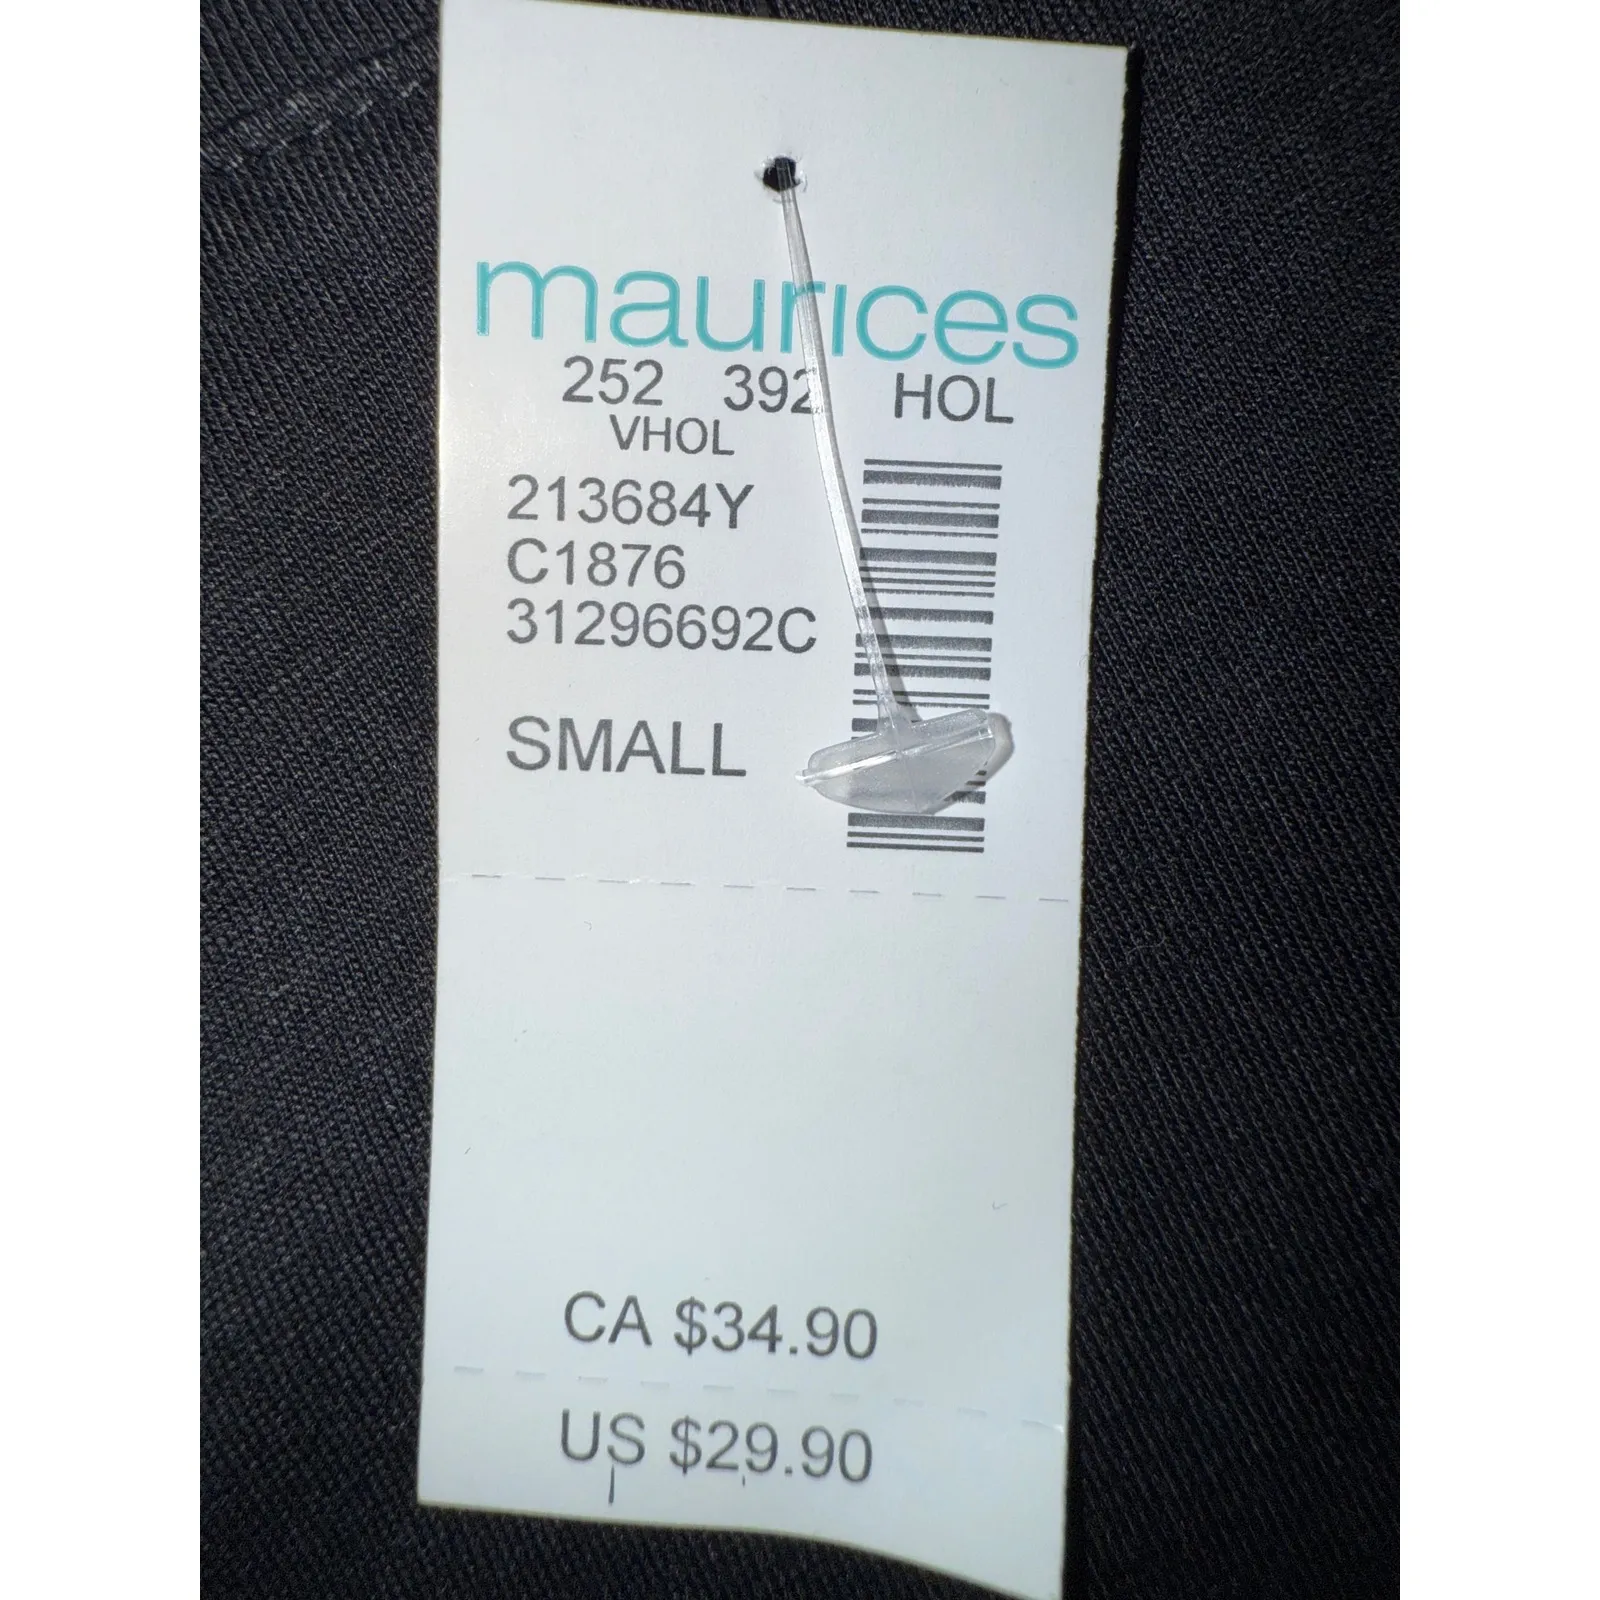 maurices
252 392 HOL
VHOL
213684Y
C1876
31296692C
SMALL
CA $34.90
US $29.90